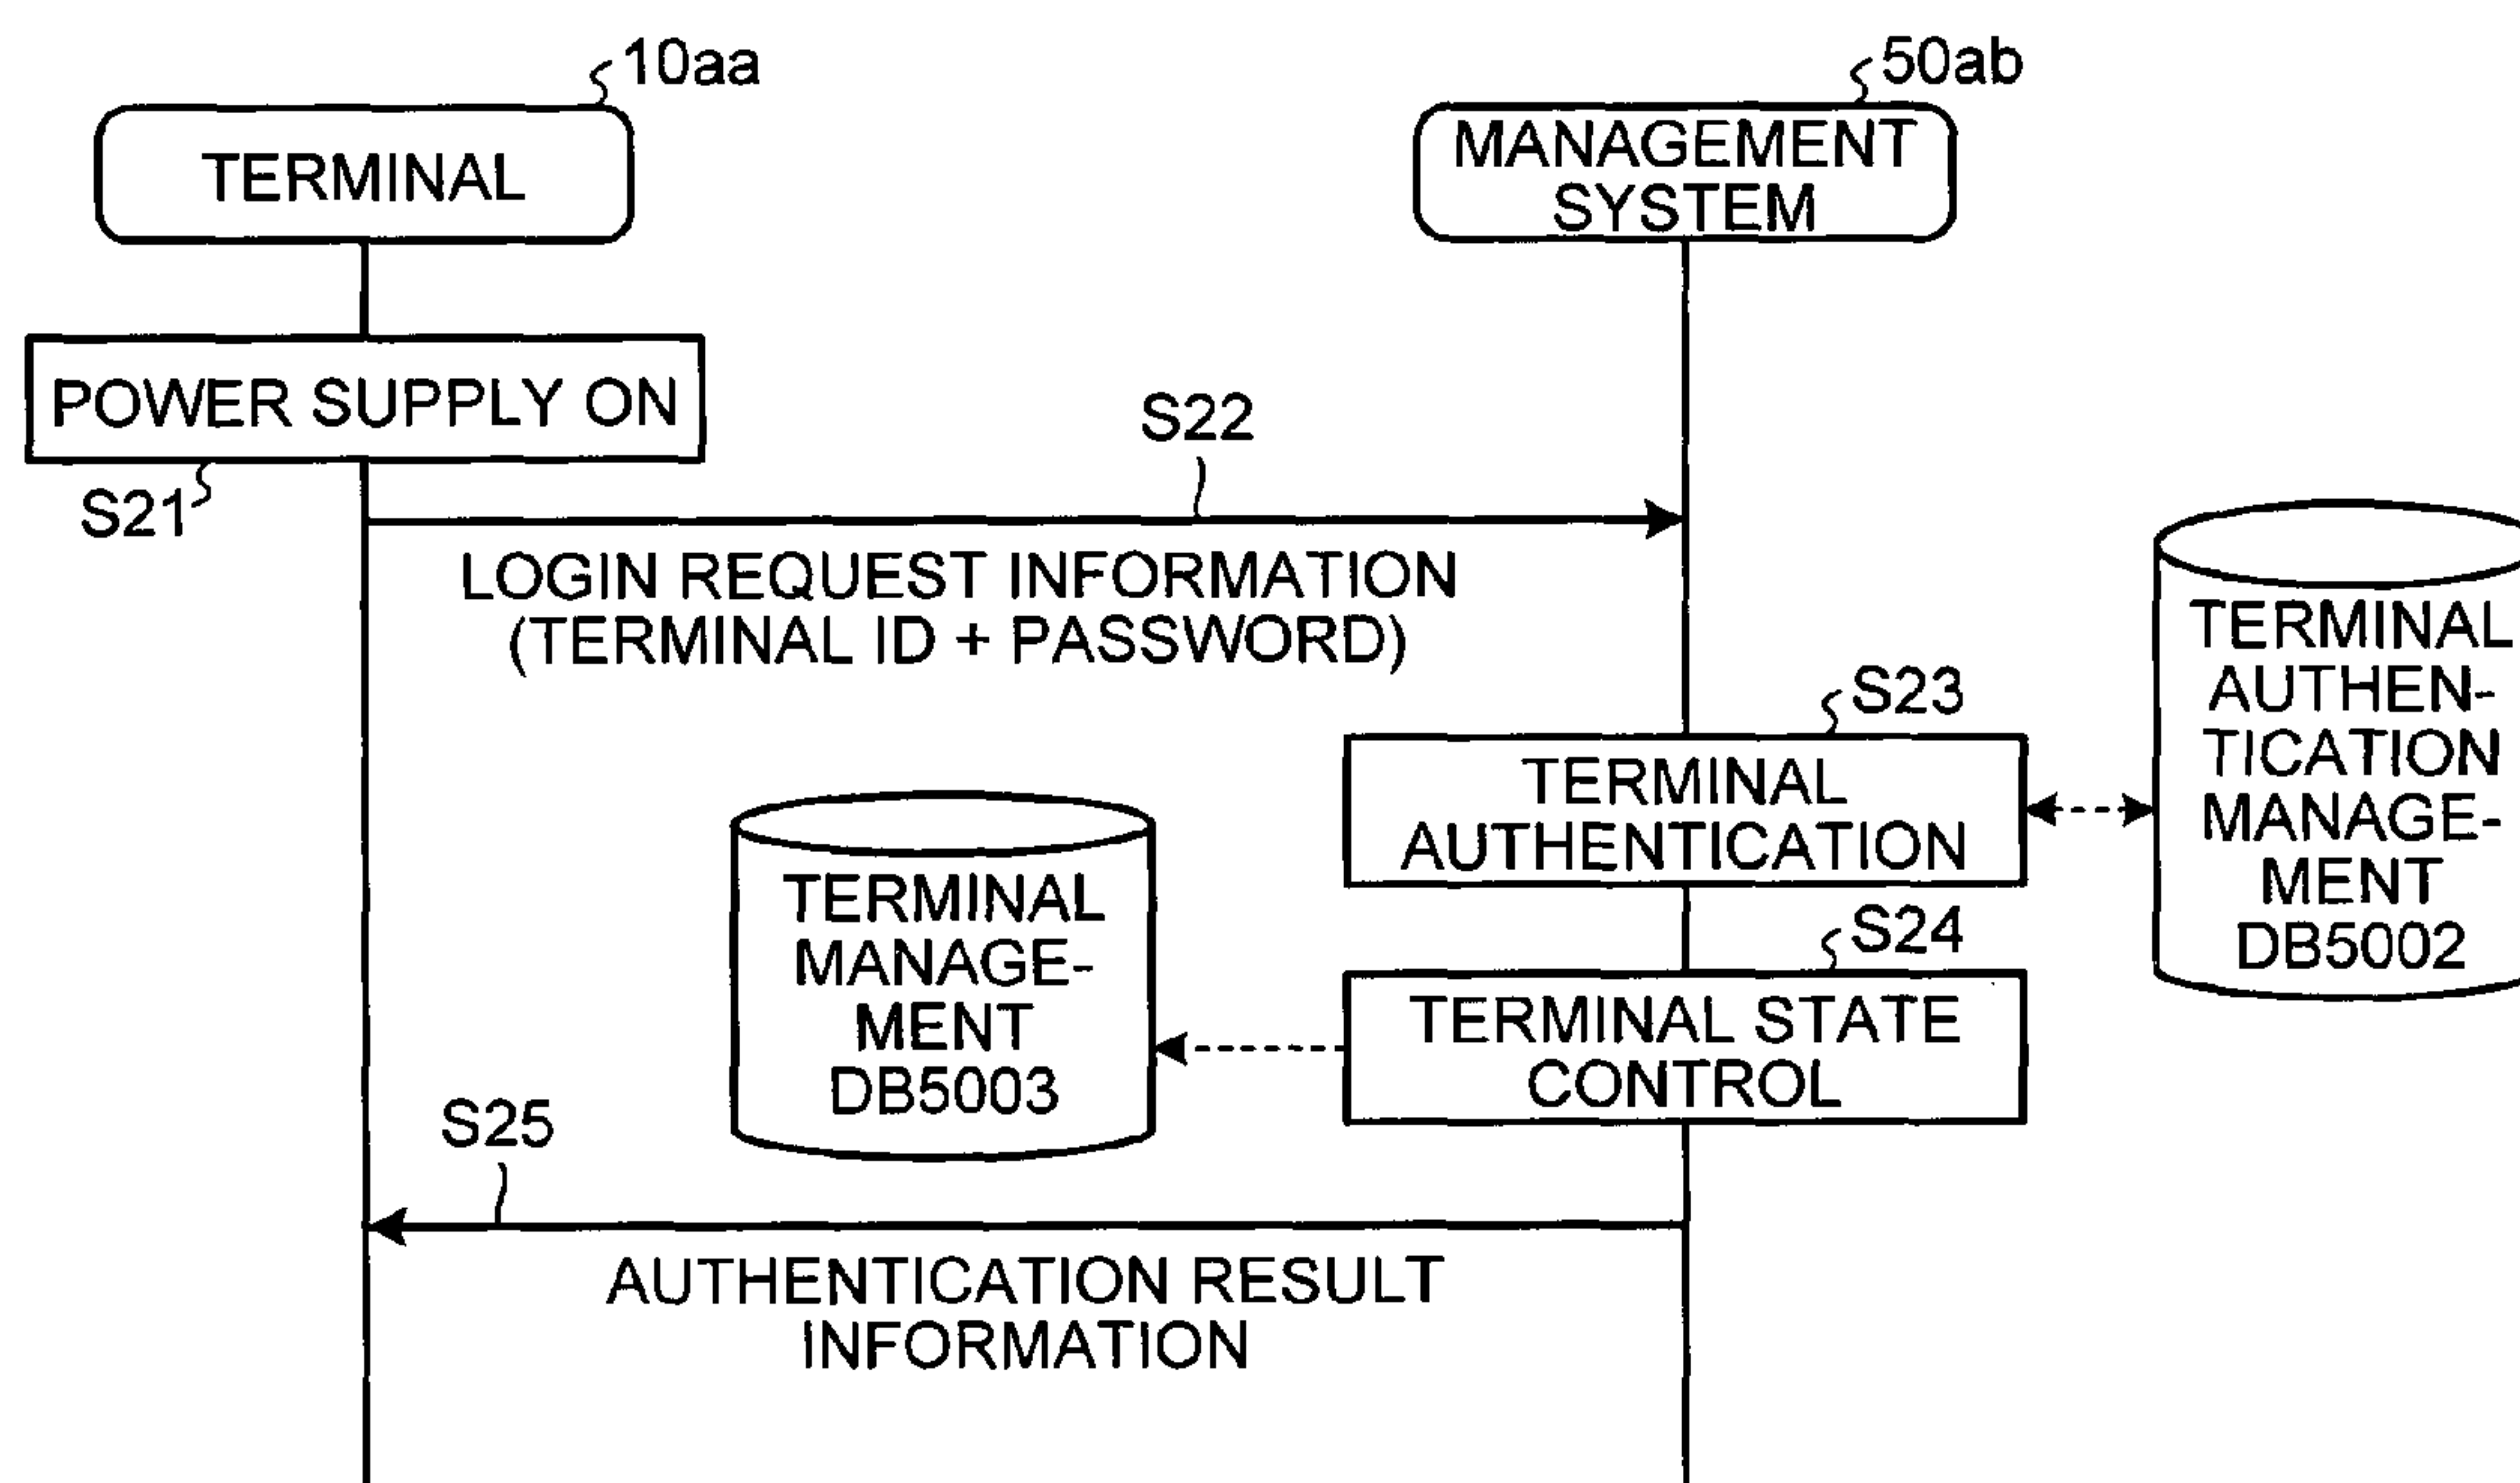 10aa
50ab
TERMINAL
MANAGEMENT
SYSTEM
POWER SUPPLY ON
S21
S22
LOGIN REQUEST INFORMATION
(TERMINAL ID + PASSWORD)
TERMINAL
AUTHEN-
TICATION
MANAGE-
MENT
DB5002
S23
TERMINAL
AUTHENTICATION
TERMINAL
MANAGE-
MENT
DB5003
S24
TERMINAL STATE
CONTROL
S25
AUTHENTICATION RESULT
INFORMATION